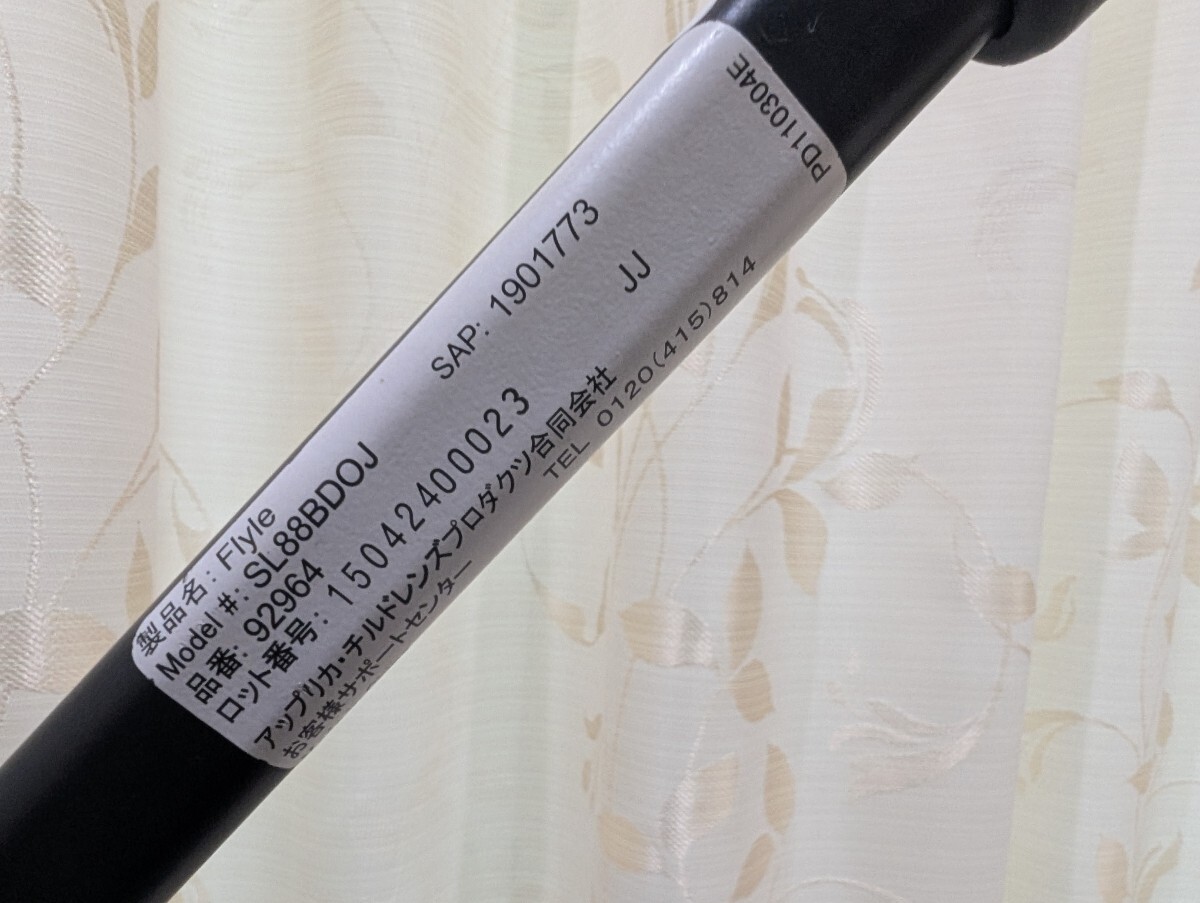 製品名: Flyle
Model #: SL88BDOJ
SAP: 1901773
PD110304E
品番: 92964
ロット番号: 150424000023
JJ
アップリカ・チルドレンズプロダクツ合同会社
お客様サポートセンター TEL 0120(415)814